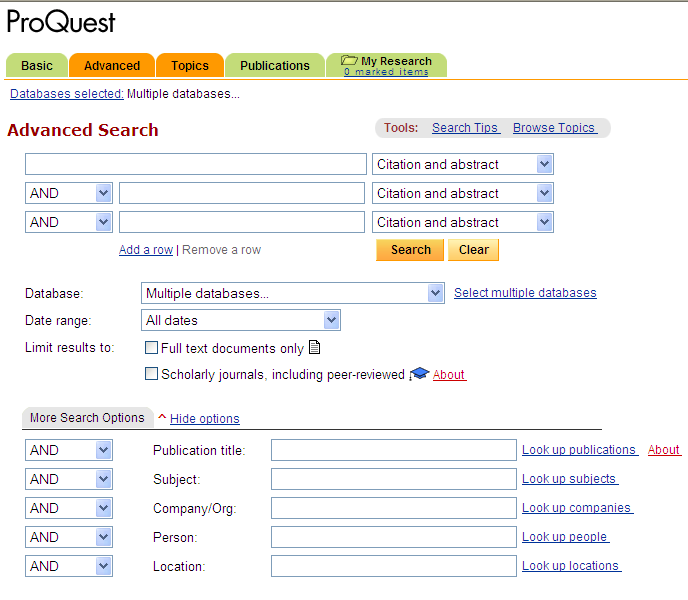 ProQuest
Basic Advanced Topics Publications My Research
0 marked items
Databases selected: Multiple databases...
Advanced Search Tools: Search Tips Browse Topics
Citation and abstract
AND Citation and abstract
AND Citation and abstract
Add a row | Remove a row Search Clear
Database: Multiple databases... Select multiple databases
Date range: All dates
Limit results to: Full text documents only
Scholarly journals, including peer-reviewed About
More Search Options ^ Hide options
AND Publication title: Look up publications About
AND Subject: Look up subjects
AND Company/Org: Look up companies
AND Person: Look up people
AND Location: Look up locations